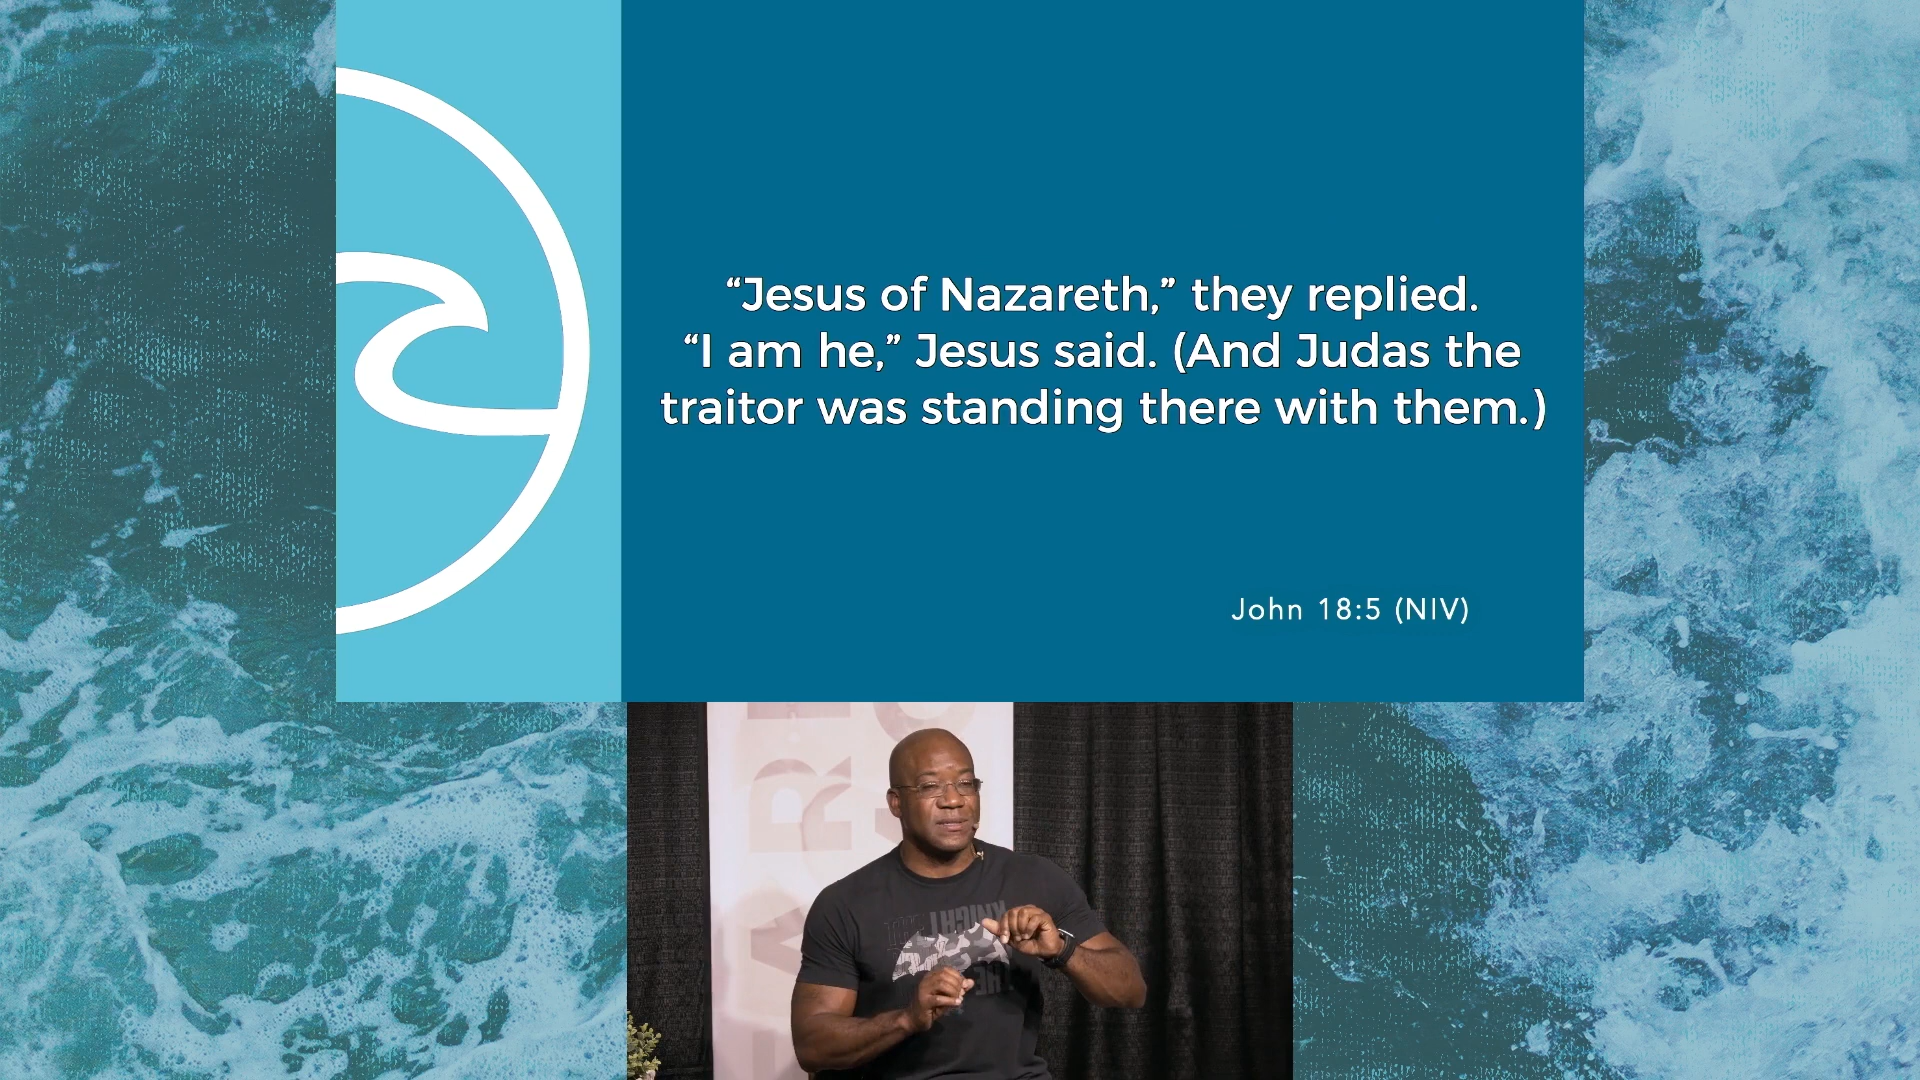 “Jesus of Nazareth,” they replied.
“I am he,” Jesus said. (And Judas the
traitor was standing there with them.)
John 18:5 (NIV)
KNIGHT